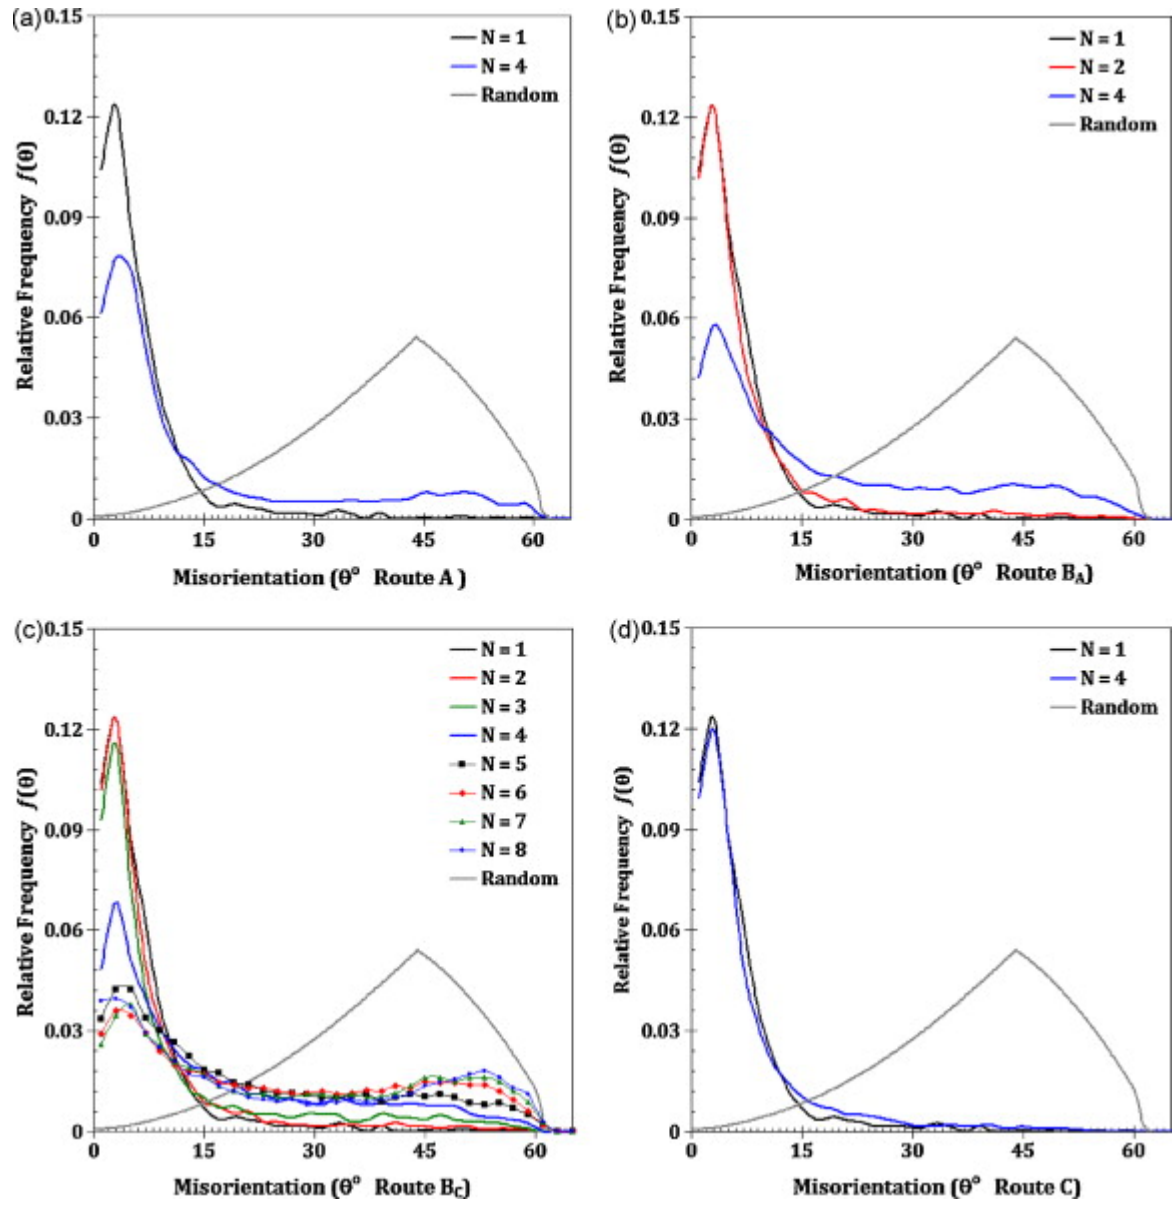 (a)
0.15
0.12
0.09
0.06
0.03
0
Relative Frequency f(θ)
N = 1
N = 4
Random
0 15 30 45 60
Misorientation (θ° Route A )
(b)
0.15
0.12
0.09
0.06
0.03
0
Relative Frequency f(θ)
N = 1
N = 2
N = 4
Random
0 15 30 45 60
Misorientation (θ° Route B_A)
(c)
0.15
0.12
0.09
0.06
0.03
0
Relative Frequency f(θ)
N = 1
N = 2
N = 3
N = 4
N = 5
N = 6
N = 7
N = 8
Random
0 15 30 45 60
Misorientation (θ° Route B_C)
(d)
0.15
0.12
0.09
0.06
0.03
0
Relative Frequency f(θ)
N = 1
N = 4
Random
0 15 30 45 60
Misorientation (θ° Route C)